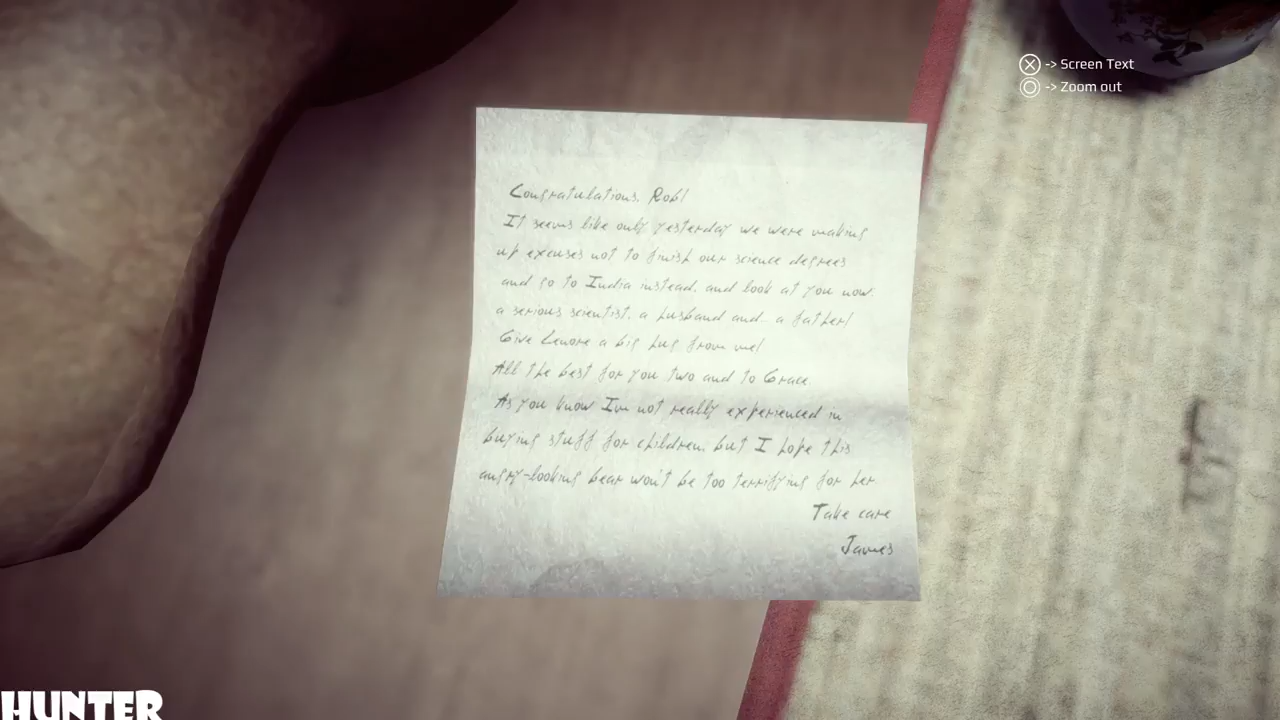 -> Screen Text
-> Zoom out
Congratulations, Rob!
It seems like only yesterday we were making
up excuses not to finish our science degrees
and go to India instead, and look at you now:
a serious scientist, a husband and.. a father!
Give Lenore a big hug from me!
All the best for you two and to Grace.
As you know Im not really experienced in
buying stuff for children, but I hope this
angry-looking bear won't be too terrifying for her
Take care
James
HUNTER